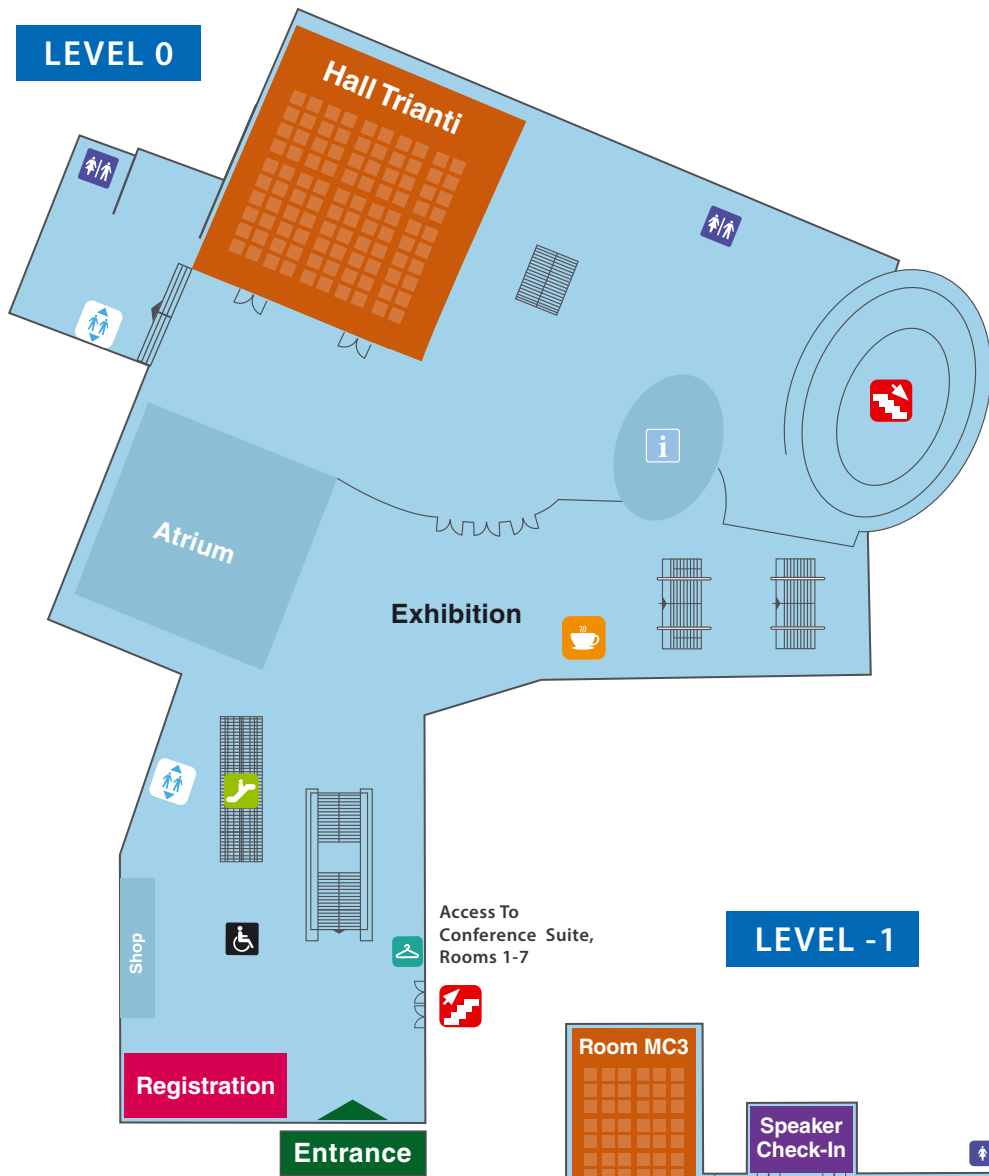 LEVEL 0
Hall Trianti
i
Atrium
Exhibition
Shop
Access To
Conference Suite,
Rooms 1-7
LEVEL -1
Registration
Entrance
Room MC3
Speaker
Check-In